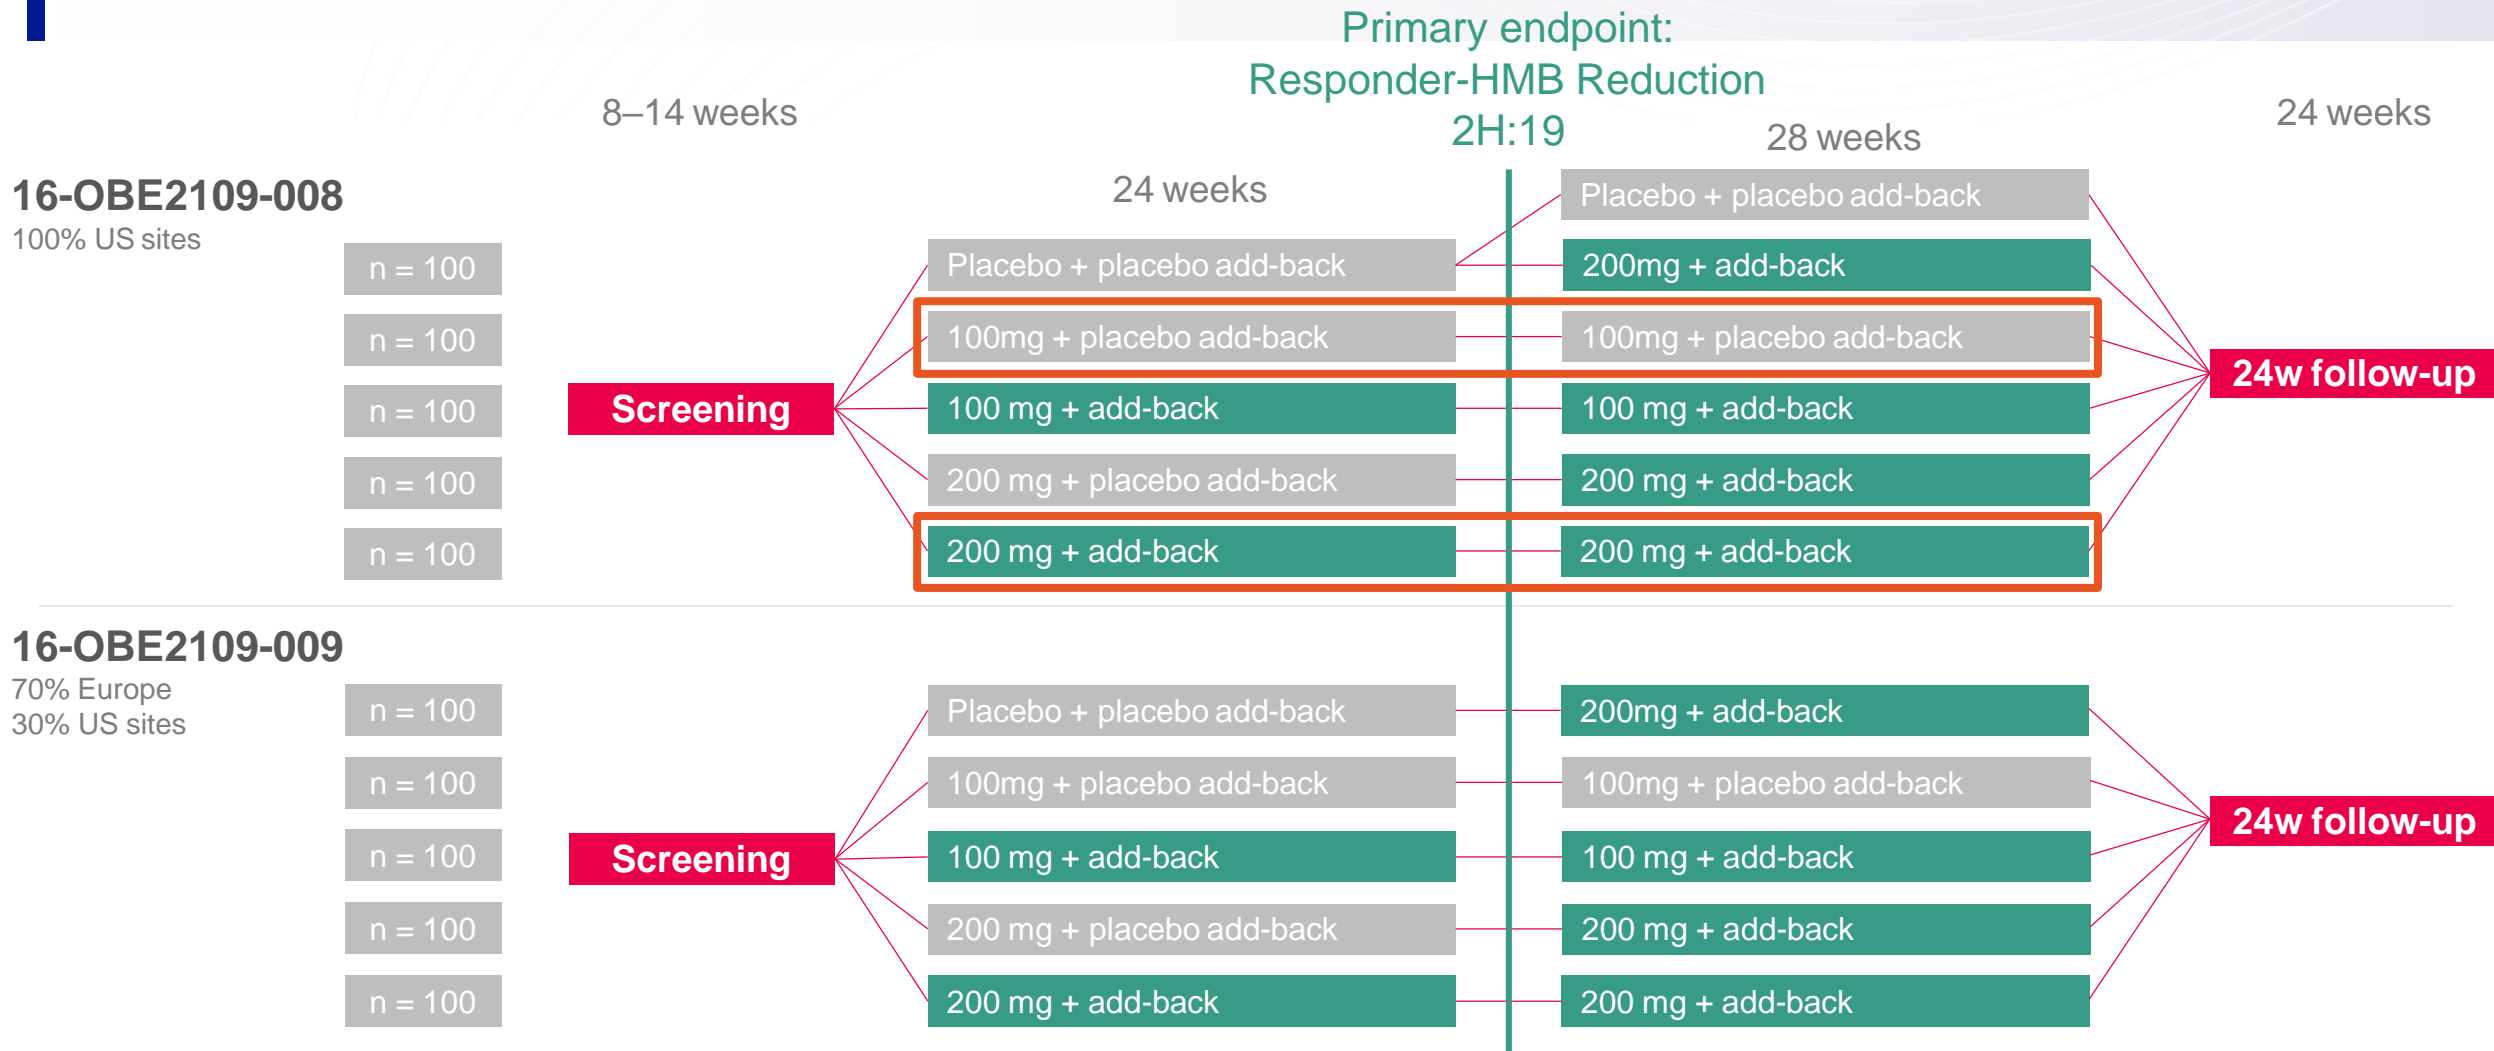 Primary endpoint:
Responder-HMB Reduction
2H:19
8–14 weeks
24 weeks
28 weeks
24 weeks
16-OBE2109-008
100% US sites
n = 100
n = 100
n = 100
n = 100
n = 100
Screening
Placebo + placebo add-back
100mg + placebo add-back
100 mg + add-back
200 mg + placebo add-back
200 mg + add-back
Placebo + placebo add-back
200mg + add-back
100mg + placebo add-back
100 mg + add-back
200 mg + add-back
200 mg + add-back
24w follow-up
16-OBE2109-009
70% Europe
30% US sites
n = 100
n = 100
n = 100
n = 100
n = 100
Screening
Placebo + placebo add-back
100mg + placebo add-back
100 mg + add-back
200 mg + placebo add-back
200 mg + add-back
200mg + add-back
100mg + placebo add-back
100 mg + add-back
200 mg + add-back
200 mg + add-back
24w follow-up